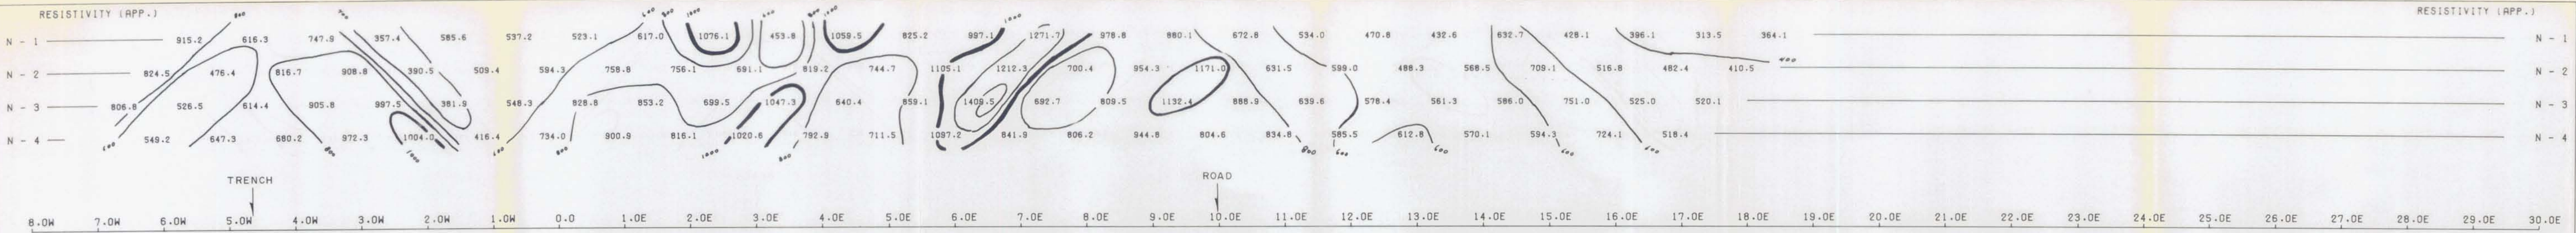 RESISTIVITY (APP.) RESISTIVITY (APP.)
N - 1 915.2 616.3 747.9 357.4 585.6 537.2 523.1 617.0 1076.1 453.8 1059.5 825.2 997.1 1271.7 978.8 880.1 672.8 534.0 470.8 432.6 632.7 428.1 396.1 313.5 364.1 N - 1
N - 2 824.5 476.4 816.7 908.8 390.5 509.4 594.3 758.8 756.1 691.1 819.2 744.7 1105.1 1212.3 700.4 954.3 1171.0 631.5 599.0 488.3 568.5 709.1 516.8 482.4 410.5 N - 2
N - 3 806.8 526.5 614.4 905.8 997.5 381.9 548.3 828.8 853.2 699.5 1047.3 640.4 859.1 1409.5 692.7 809.5 1132.4 888.9 639.6 578.4 561.3 586.0 751.0 525.0 520.1 N - 3
N - 4 549.2 647.3 680.2 972.3 1004.0 416.4 734.0 900.9 816.1 1020.6 792.9 711.5 1097.2 841.9 806.2 944.8 804.6 834.8 585.5 612.8 570.1 594.3 724.1 518.4 N - 4
TRENCH ROAD
8.0W 7.0W 6.0W 5.0W 4.0W 3.0W 2.0W 1.0W 0.0 1.0E 2.0E 3.0E 4.0E 5.0E 6.0E 7.0E 8.0E 9.0E 10.0E 11.0E 12.0E 13.0E 14.0E 15.0E 16.0E 17.0E 18.0E 19.0E 20.0E 21.0E 22.0E 23.0E 24.0E 25.0E 26.0E 27.0E 28.0E 29.0E 30.0E